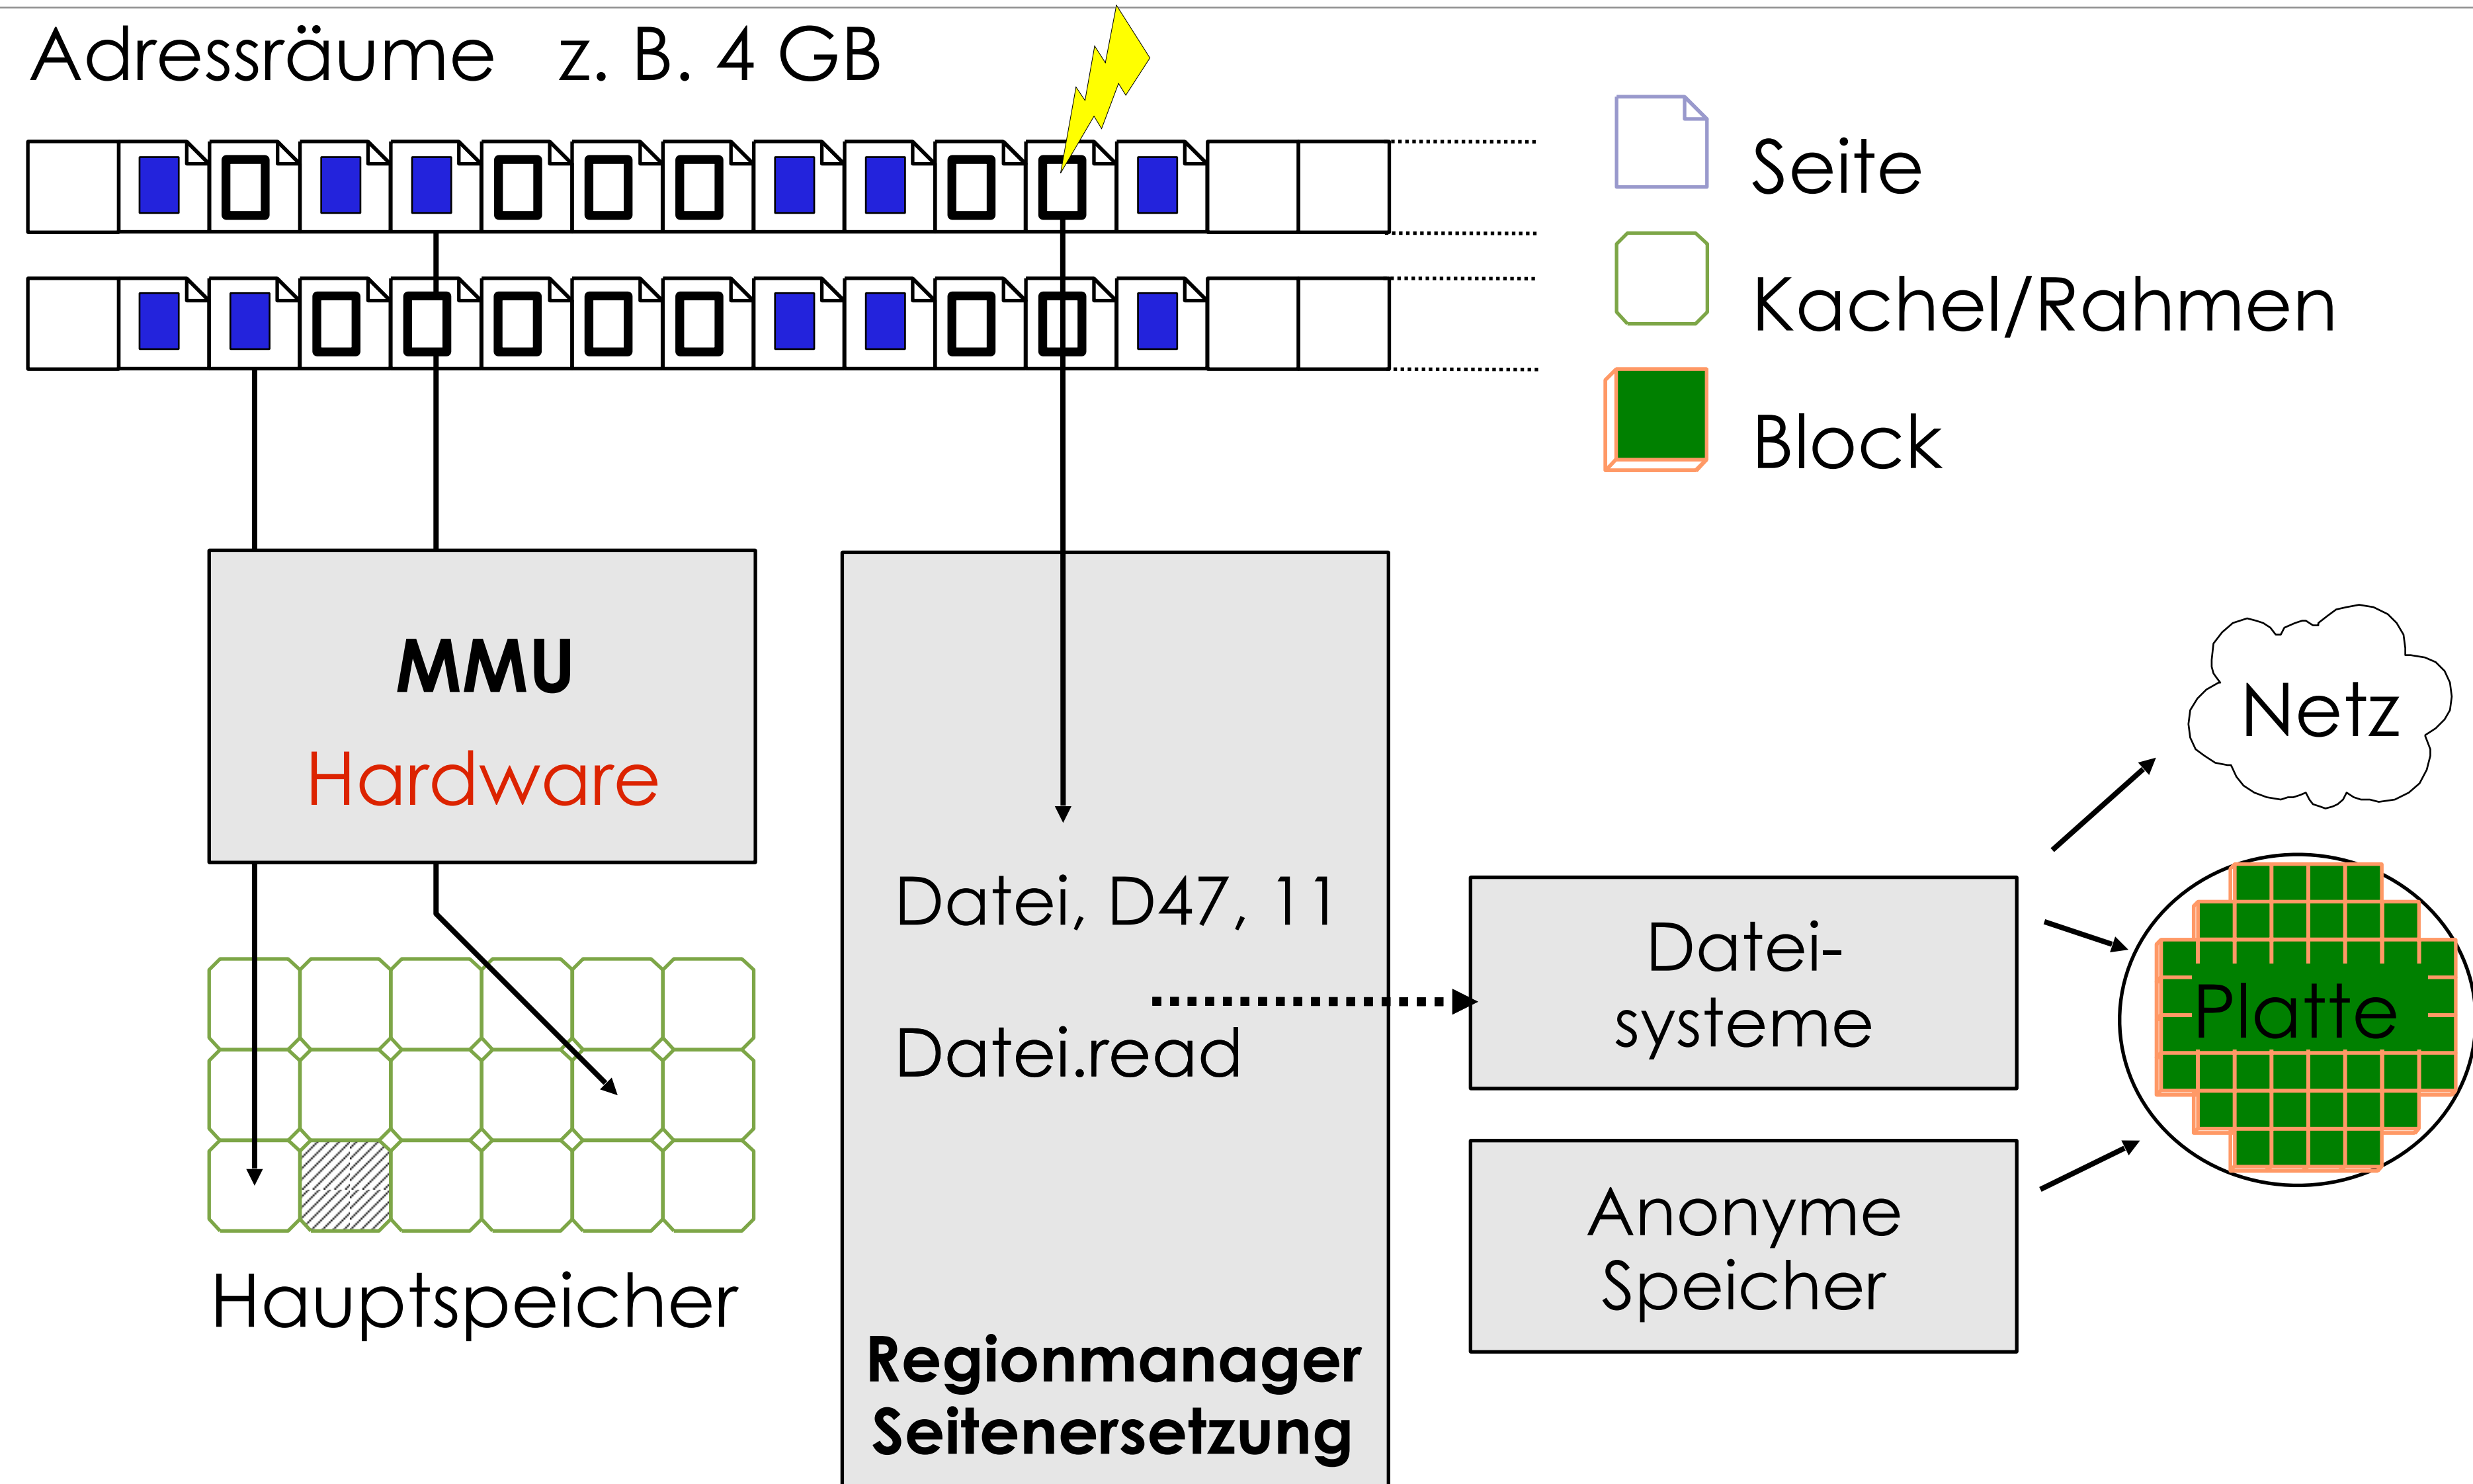 Adressräume z. B. 4 GB
Seite
Kachel/Rahmen
Block
MMU
Hardware
Hauptspeicher
Datei, D47, 11
Datei.read
Regionmanager
Seitenersetzung
Datei-
systeme
Anonyme
Speicher
Netz
Platte